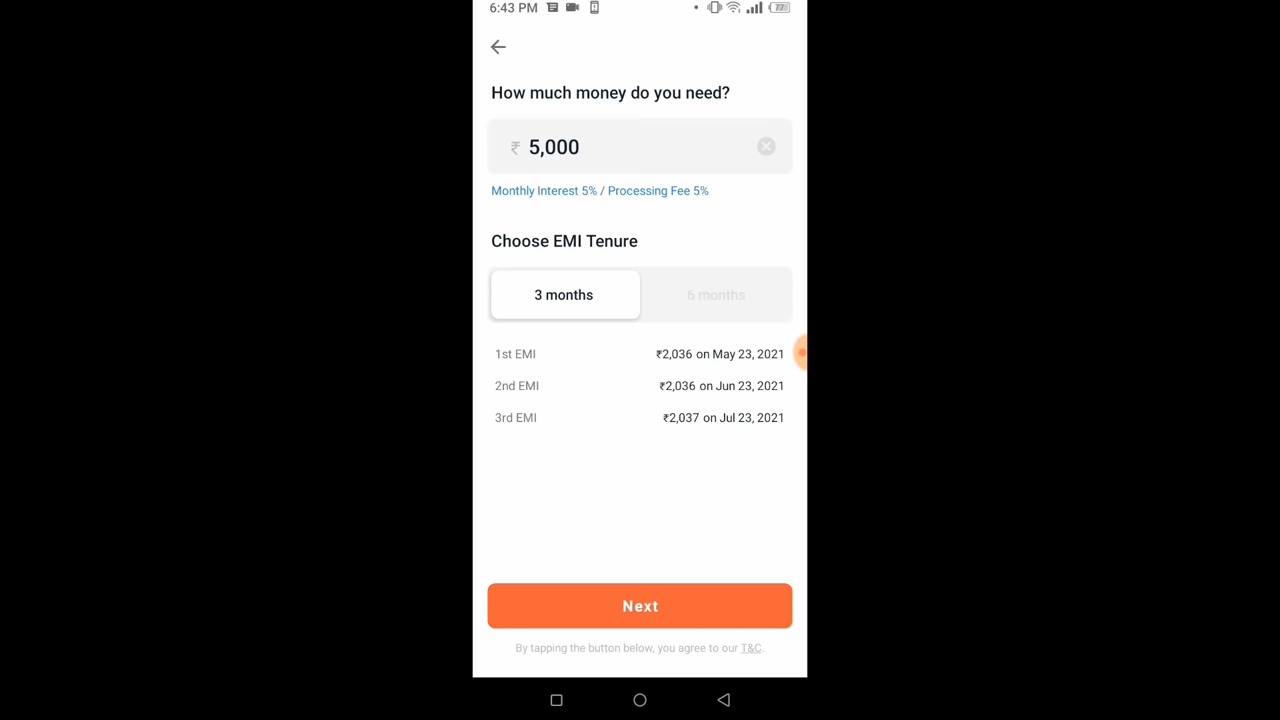 6:43 PM
How much money do you need?
₹ 5,000
Monthly Interest 5% / Processing Fee 5%
Choose EMI Tenure
3 months 6 months
1st EMI ₹2,036 on May 23, 2021
2nd EMI ₹2,036 on Jun 23, 2021
3rd EMI ₹2,037 on Jul 23, 2021
Next
By tapping the button below, you agree to our T&C.